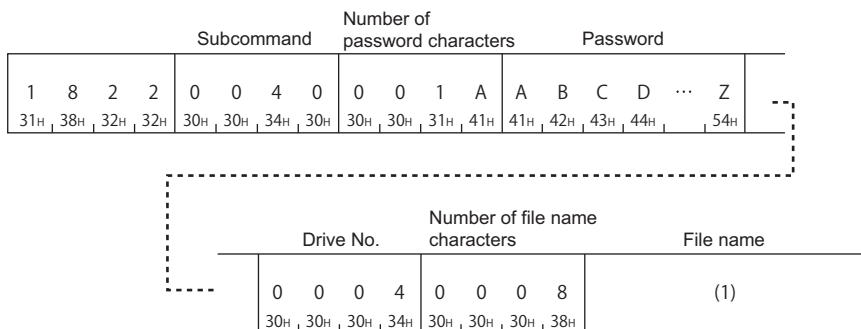 Number of
Subcommand password characters Password
1 8 2 2 0 0 4 0 0 0 1 A A B C D ... Z
31H 38H 32H 32H 30H 30H 34H 30H 30H 30H 31H 41H 41H 42H 43H 44H 54H
Number of file name
Drive No. characters File name
0 0 0 4 0 0 0 8 (1)
30H 30H 30H 34H 30H 30H 30H 38H